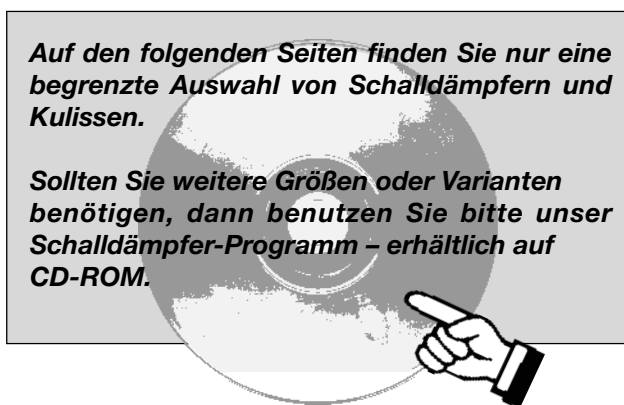 Auf den folgenden Seiten finden Sie nur eine
begrenzte Auswahl von Schalldämpfern und
Kulissen.
Sollten Sie weitere Größen oder Varianten
benötigen, dann benutzen Sie bitte unser
Schalldämpfer-Programm – erhältlich auf
CD-ROM.